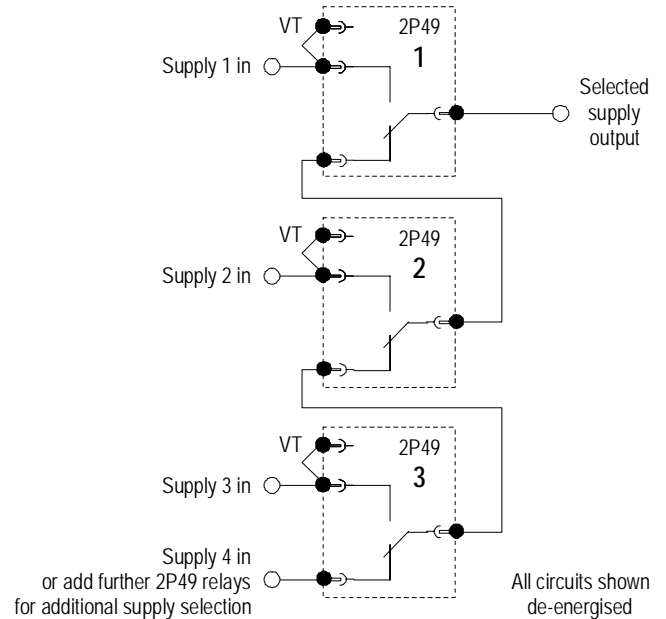 VT
2P49
1
Supply 1 in
Selected
supply
output
VT
2P49
2
Supply 2 in
VT
2P49
3
Supply 3 in
Supply 4 in
or add further 2P49 relays
for additional supply selection
All circuits shown
de-energised